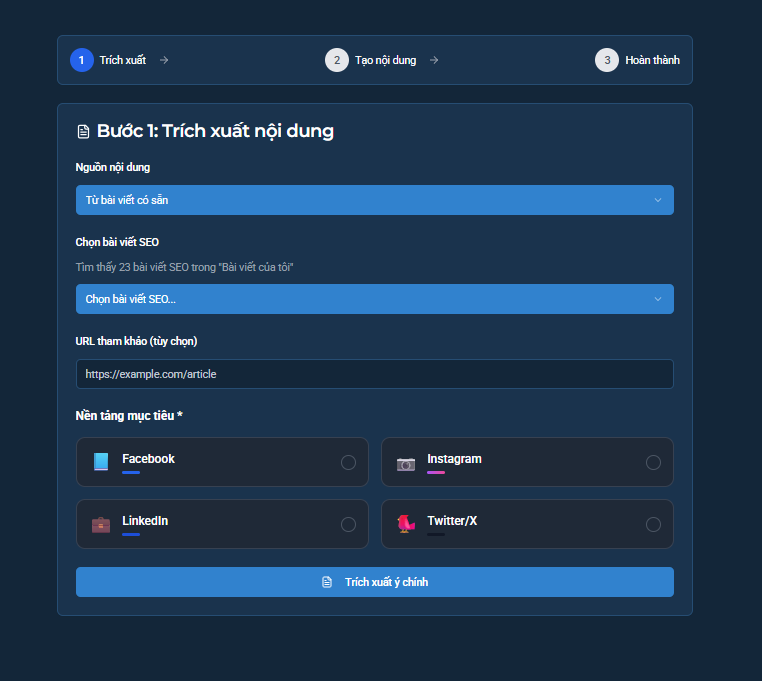 1 Trích xuất → 2 Tạo nội dung → 3 Hoàn thành
Bước 1: Trích xuất nội dung
Nguồn nội dung
Từ bài viết có sẵn
Chọn bài viết SEO
Tìm thấy 23 bài viết SEO trong "Bài viết của tôi"
Chọn bài viết SEO...
URL tham khảo (tùy chọn)
https://example.com/article
Nền tảng mục tiêu *
Facebook
Instagram
LinkedIn
Twitter/X
Trích xuất ý chính